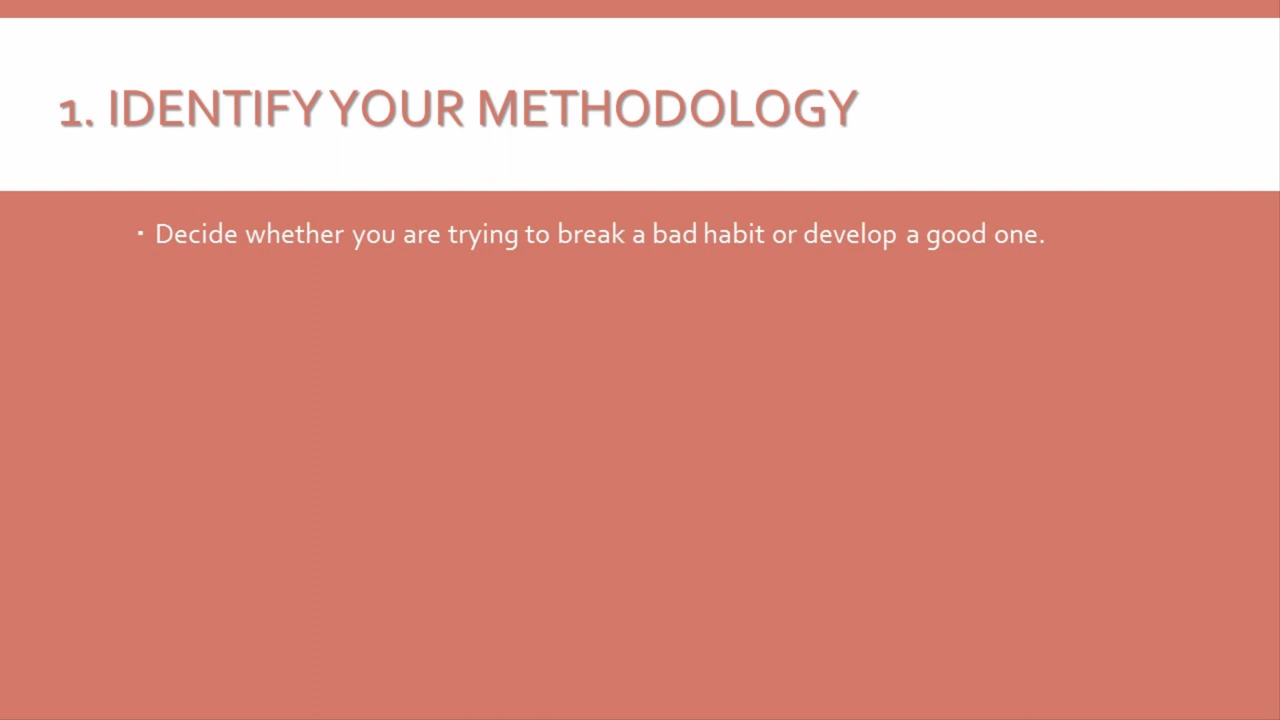 1. IDENTIFY YOUR METHODOLOGY
▪ Decide whether you are trying to break a bad habit or develop a good one.